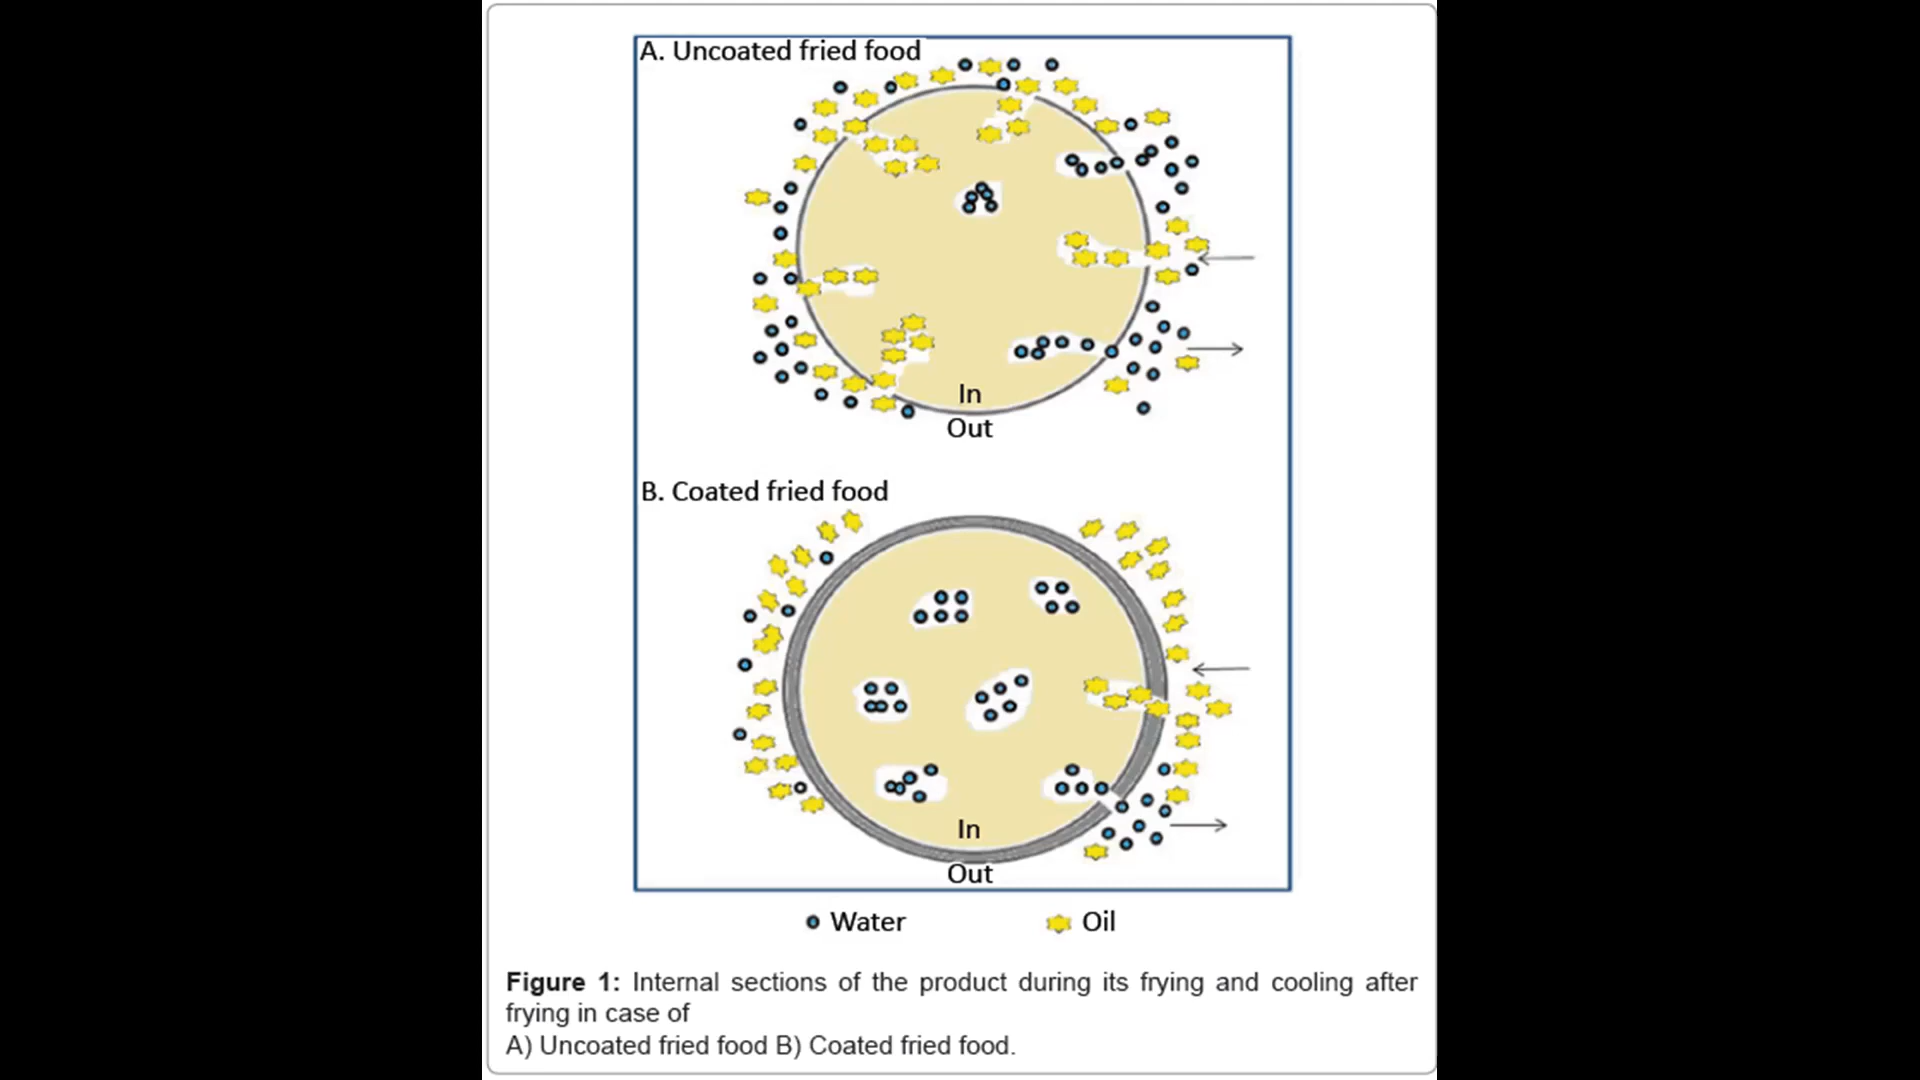 A. Uncoated fried food
In
Out
B. Coated fried food
In
Out
Water
Oil
Figure 1: Internal sections of the product during its frying and cooling after
frying in case of
A) Uncoated fried food B) Coated fried food.